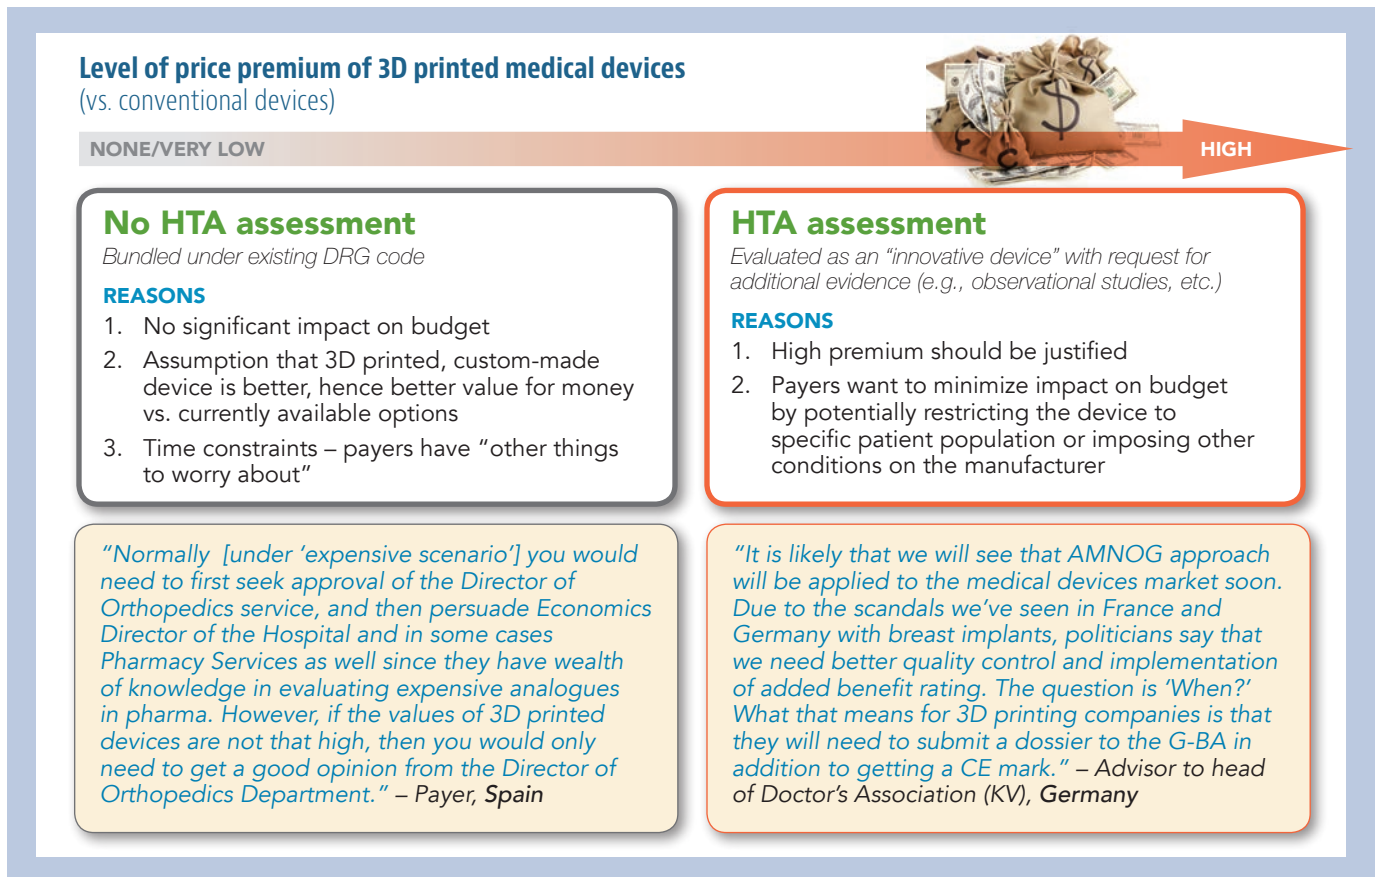 Level of price premium of 3D printed medical devices
(vs. conventional devices)
$
C
NONE/VERY LOW
HIGH
No HTA assessment
Bundled under existing DRG code
REASONS
1. No significant impact on budget
2. Assumption that 3D printed, custom-made
device is better, hence better value for money
vs. currently available options
3. Time constraints – payers have “other things
to worry about”
HTA assessment
Evaluated as an “innovative device” with request for
additional evidence (e.g., observational studies, etc.)
REASONS
1. High premium should be justified
2. Payers want to minimize impact on budget
by potentially restricting the device to
specific patient population or imposing other
conditions on the manufacturer
“Normally [under ‘expensive scenario’] you would
need to first seek approval of the Director of
Orthopedics service, and then persuade Economics
Director of the Hospital and in some cases
Pharmacy Services as well since they have wealth
of knowledge in evaluating expensive analogues
in pharma. However, if the values of 3D printed
devices are not that high, then you would only
need to get a good opinion from the Director of
Orthopedics Department.” – Payer, Spain
“It is likely that we will see that AMNOG approach
will be applied to the medical devices market soon.
Due to the scandals we’ve seen in France and
Germany with breast implants, politicians say that
we need better quality control and implementation
of added benefit rating. The question is ‘When?’
What that means for 3D printing companies is that
they will need to submit a dossier to the G-BA in
addition to getting a CE mark.” – Advisor to head
of Doctor’s Association (KV), Germany